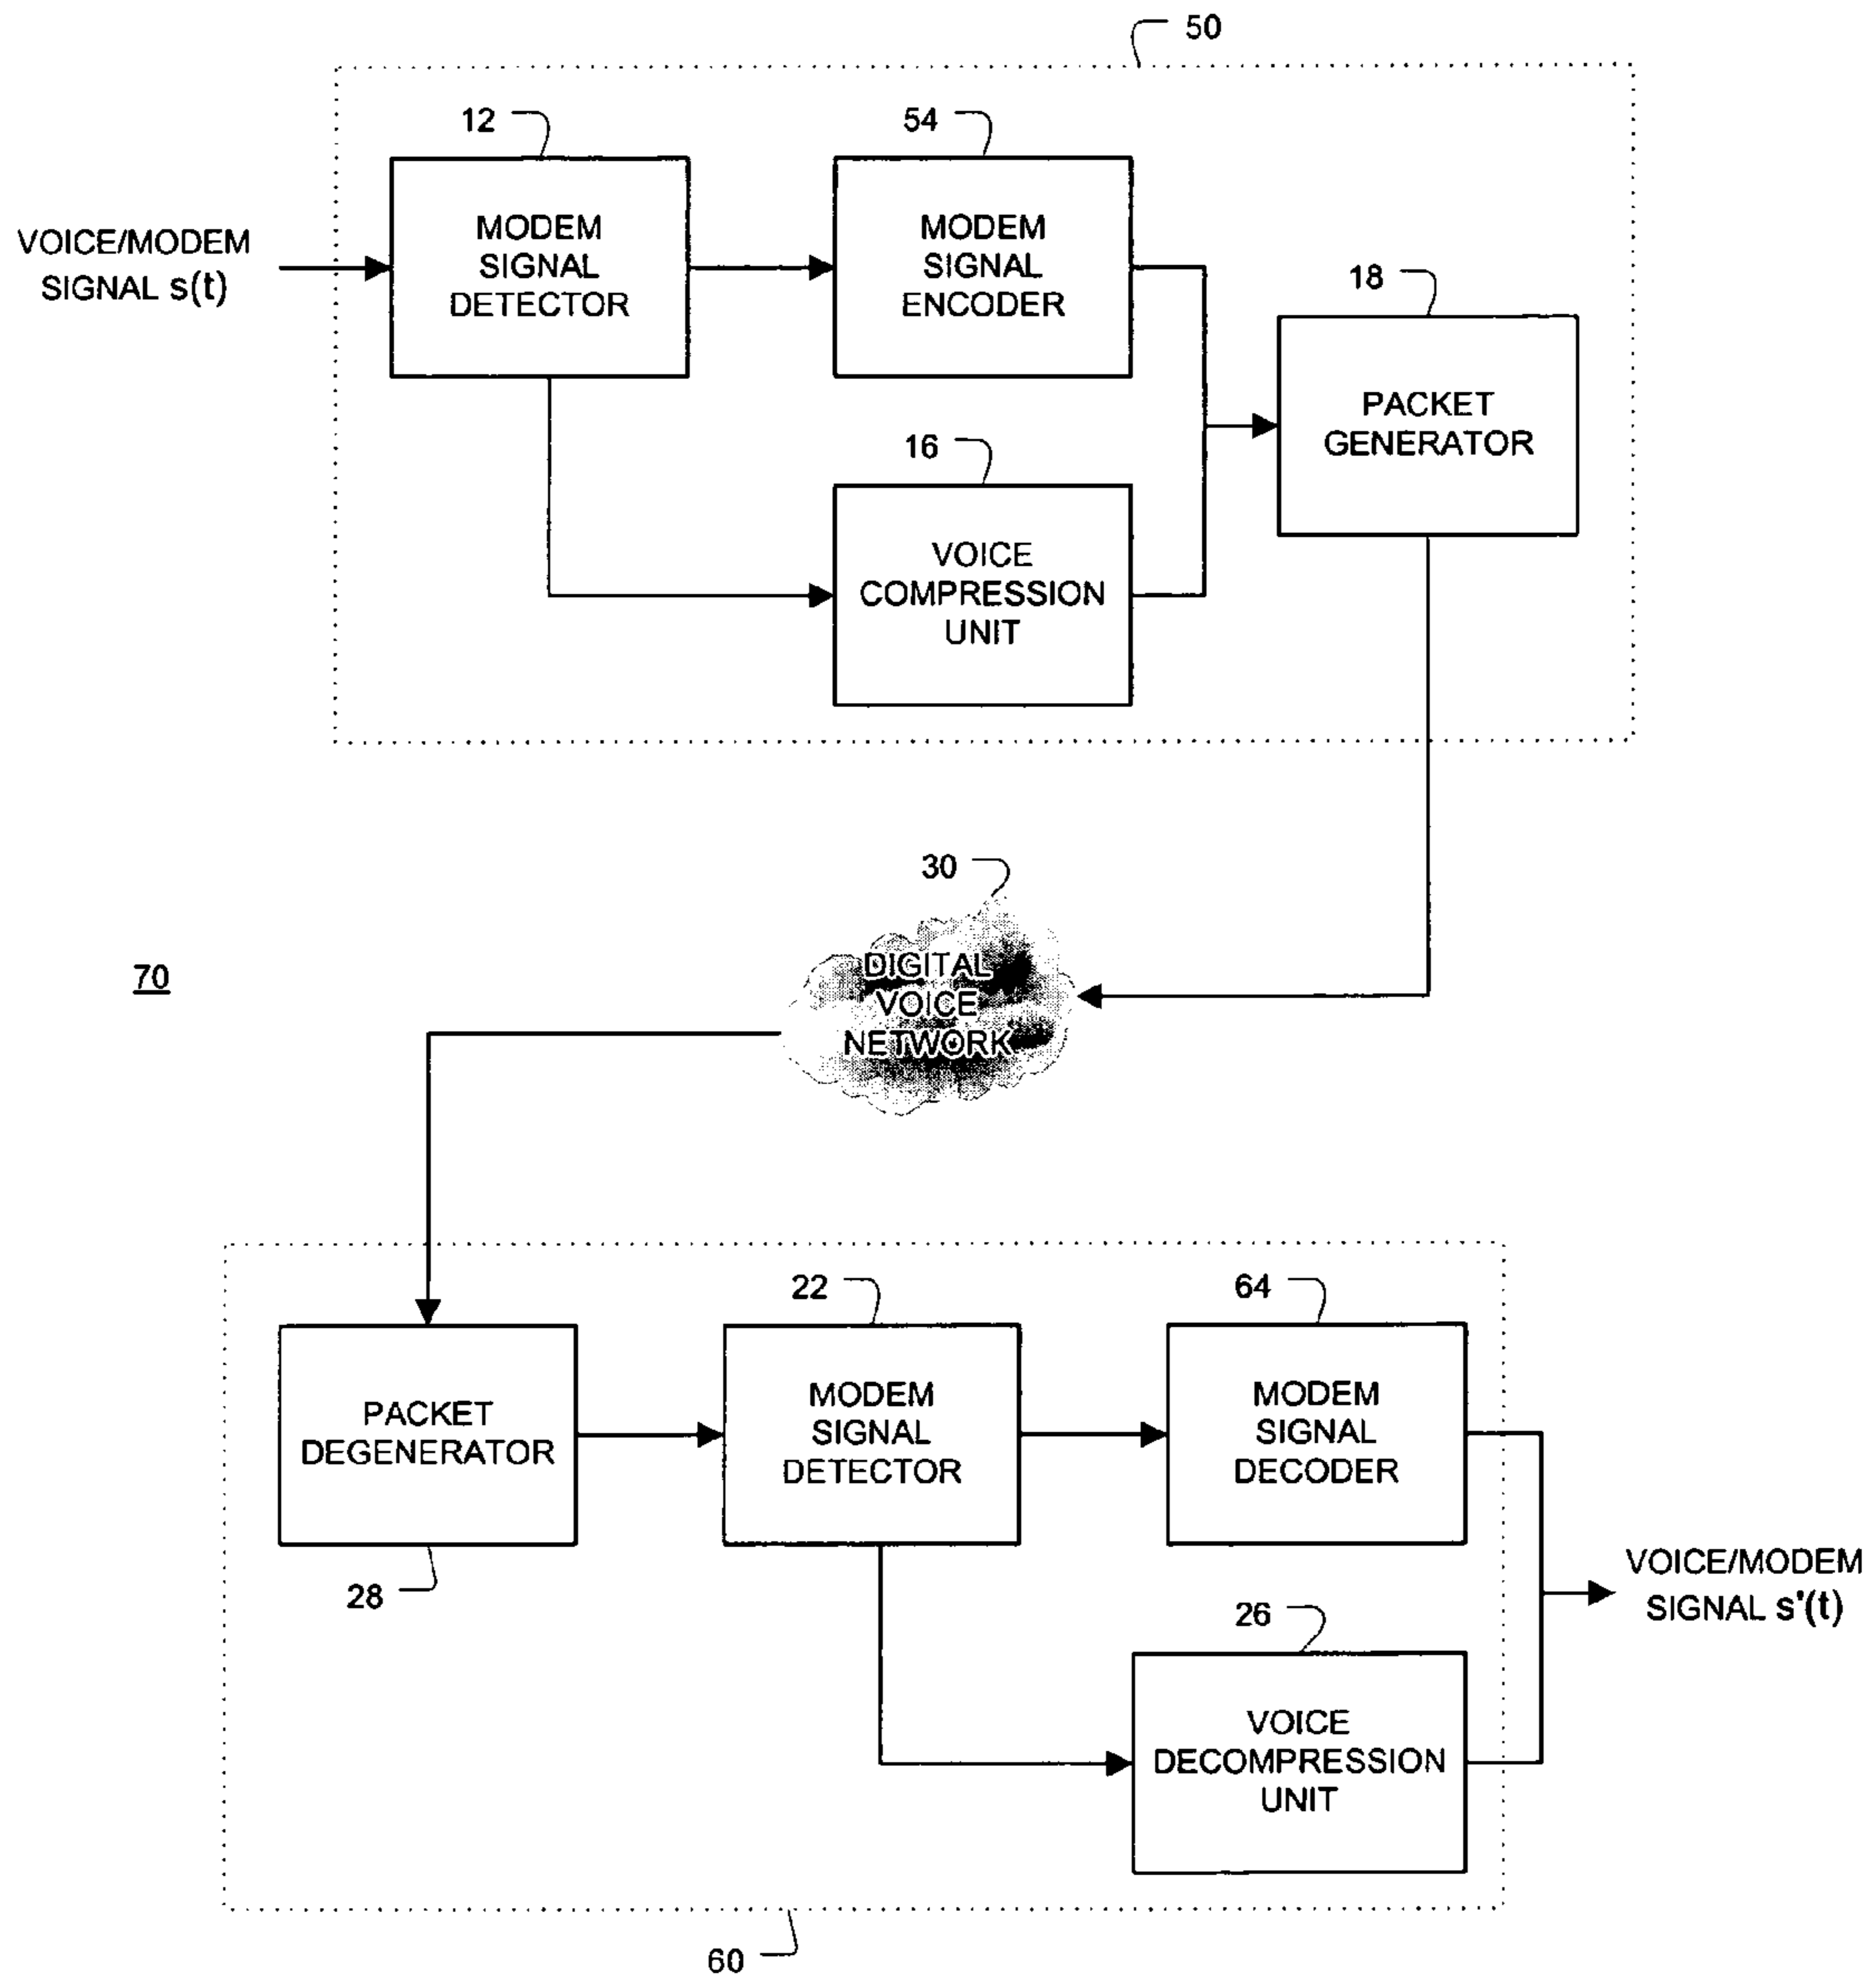 50
12
54
VOICE/MODEM
SIGNAL s(t)
MODEM
SIGNAL
DETECTOR
MODEM
SIGNAL
ENCODER
18
PACKET
GENERATOR
16
VOICE
COMPRESSION
UNIT
30
DIGITAL
VOICE
NETWORK
70
22
64
PACKET
DEGENERATOR
MODEM
SIGNAL
DETECTOR
MODEM
SIGNAL
DECODER
28
VOICE/MODEM
SIGNAL s'(t)
26
VOICE
DECOMPRESSION
UNIT
60